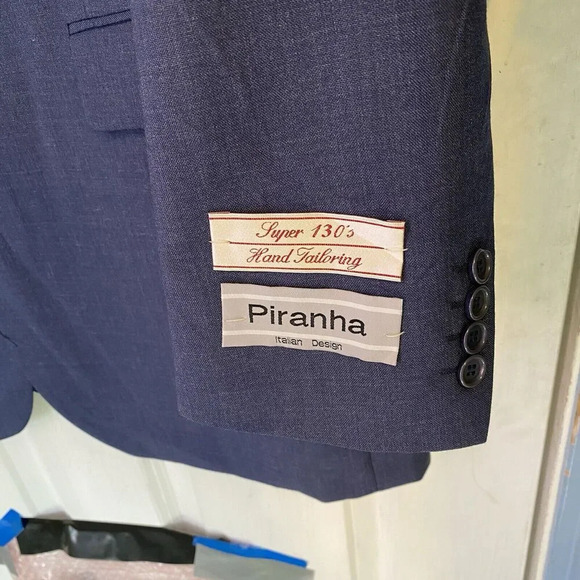 Super 130's
Hand Tailoring
Piranha
Italian Design